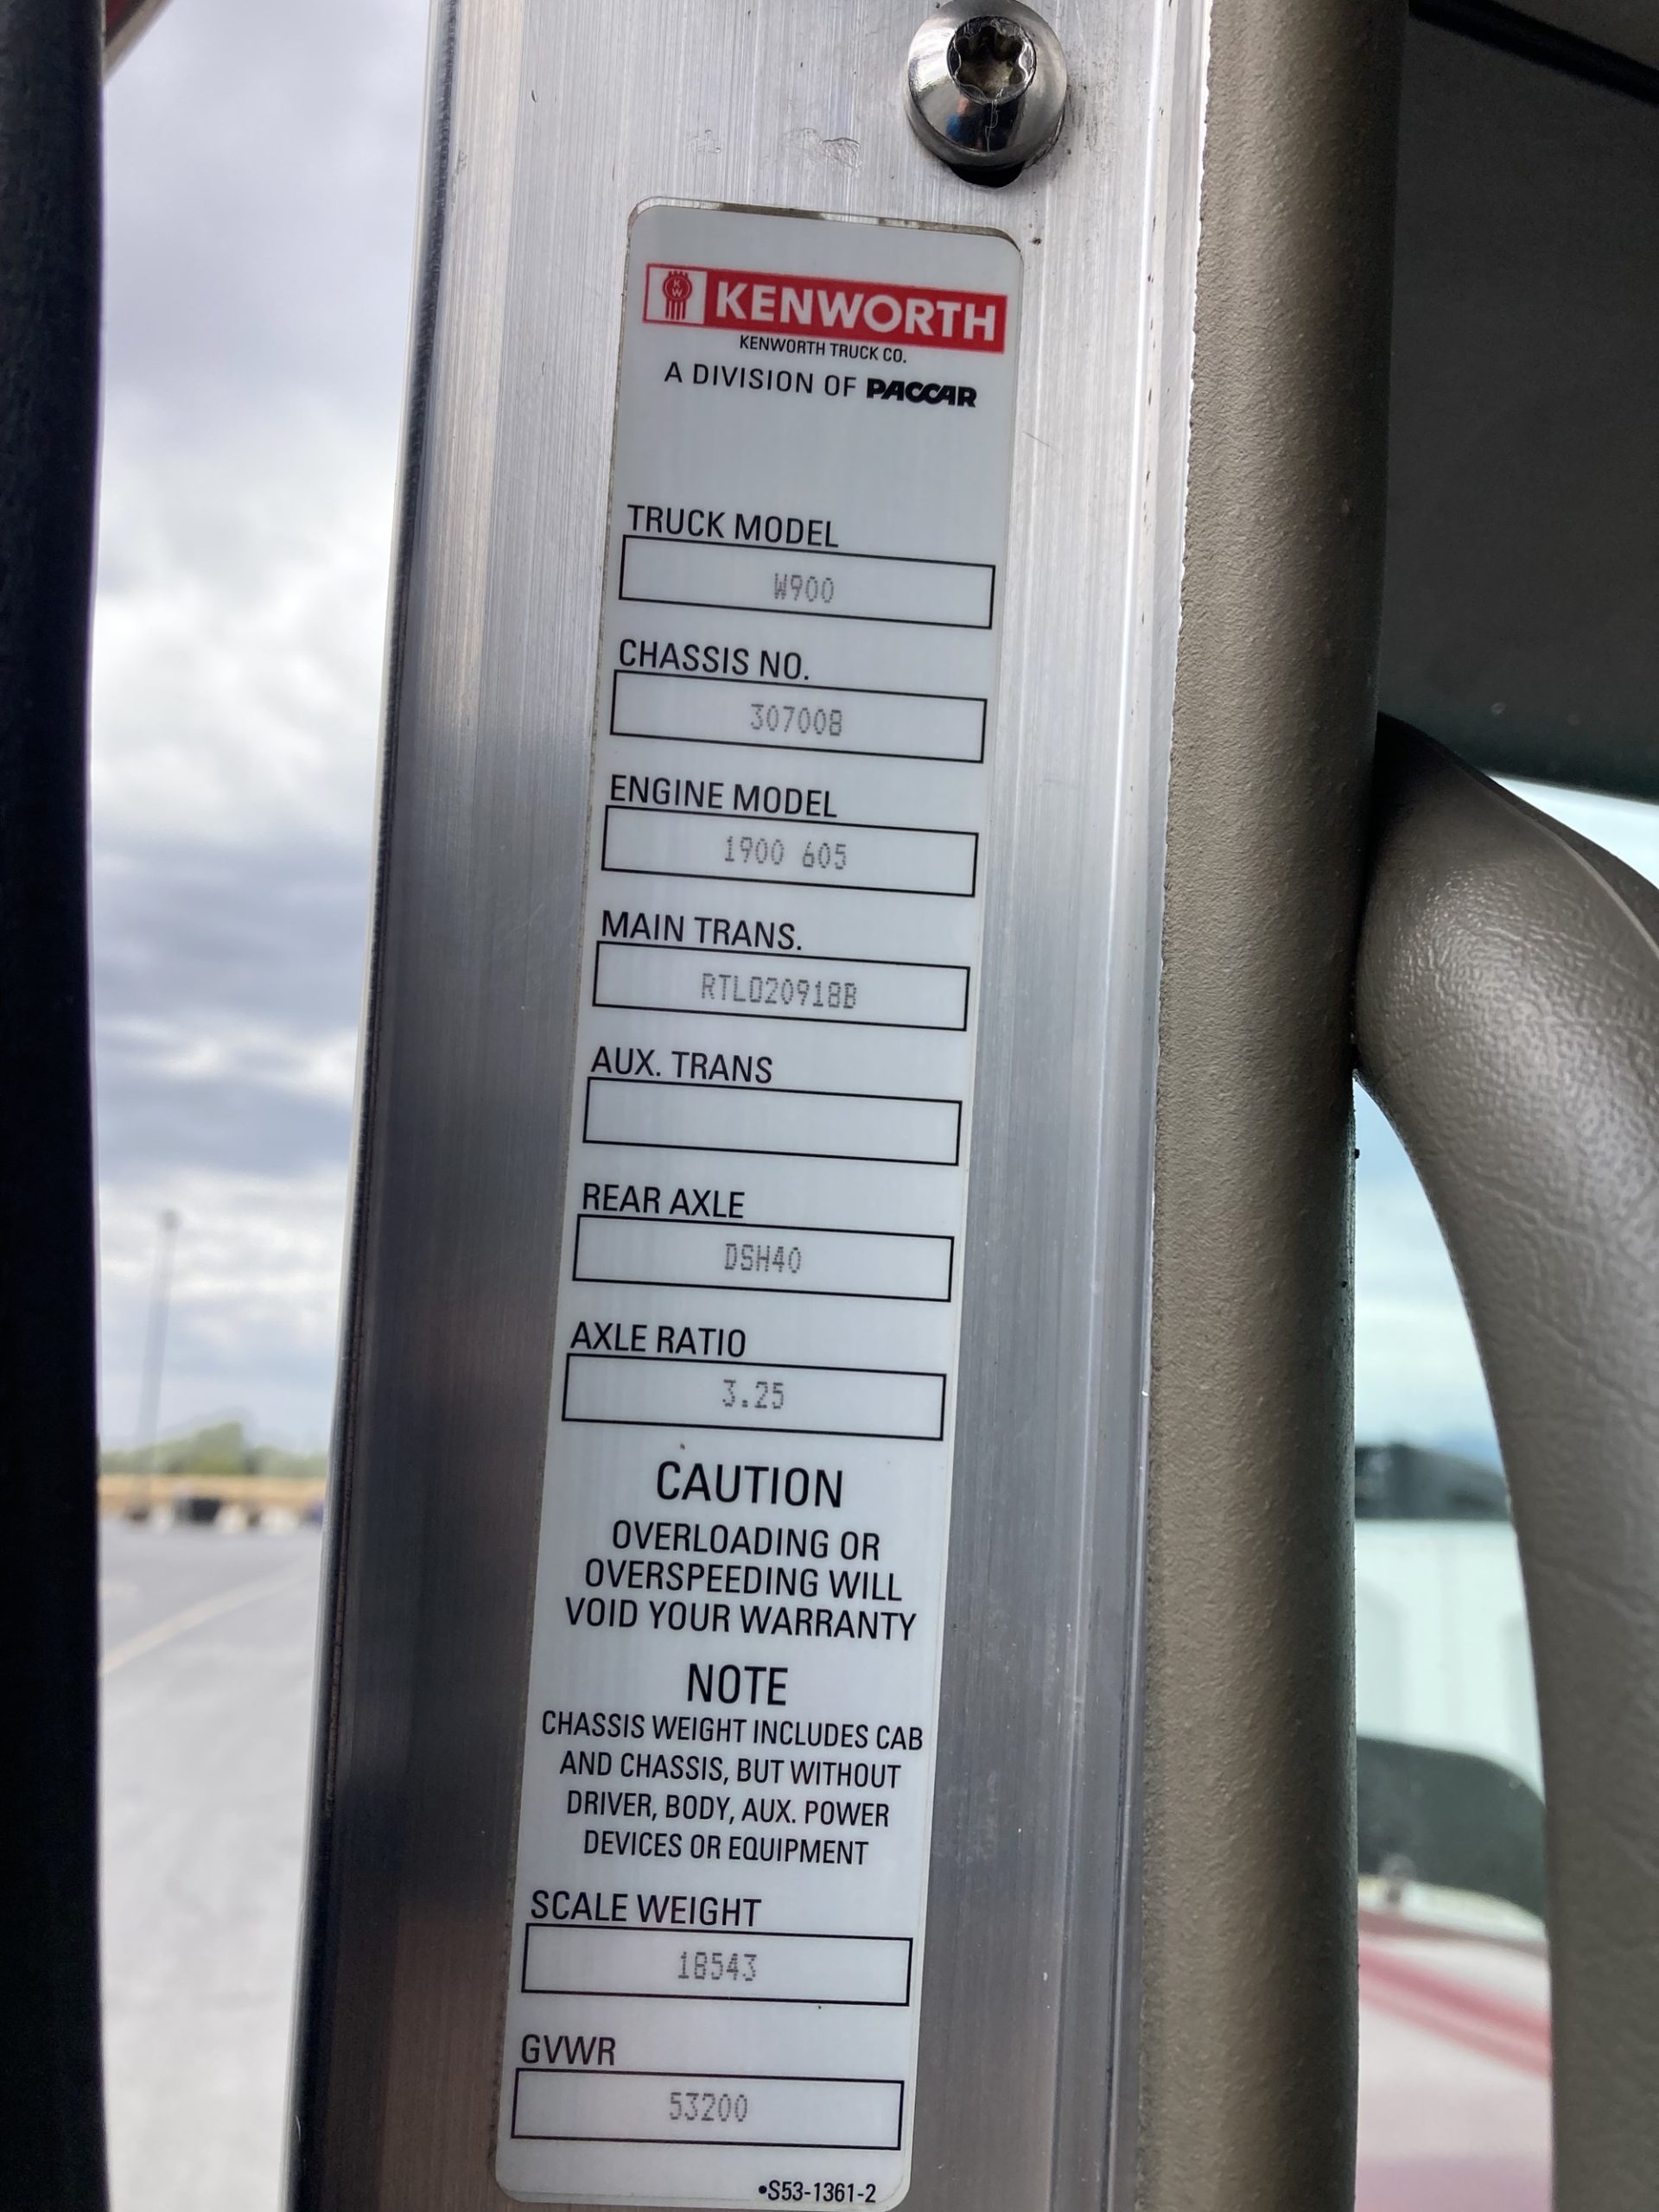 KW KENWORTH
KENWORTH TRUCK CO.
A DIVISION OF PACCAR
TRUCK MODEL
W900
CHASSIS NO.
307008
ENGINE MODEL
1900 605
MAIN TRANS.
RTLO20918B
AUX. TRANS
REAR AXLE
DSH40
AXLE RATIO
3.25
CAUTION
OVERLOADING OR
OVERSPEEDING WILL
VOID YOUR WARRANTY
NOTE
CHASSIS WEIGHT INCLUDES CAB
AND CHASSIS, BUT WITHOUT
DRIVER, BODY, AUX. POWER
DEVICES OR EQUIPMENT
SCALE WEIGHT
18543
GVWR
53200
•S53-1361-2